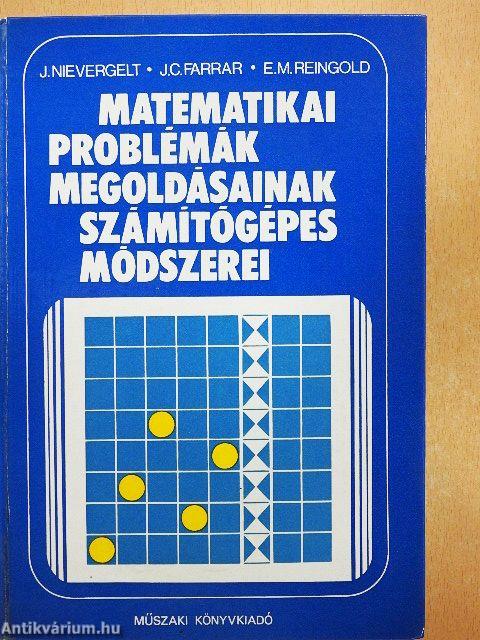 J. NIEVERGELT • J.C. FARRAR • E.M. REINGOLD
MATEMATIKAI
PROBLÉMÁK
MEGOLDÁSAINAK
SZÁMÍTÓGÉPES
MÓDSZEREI
MŰSZAKI KÖNYVKIADÓ
Antikvárium.hu